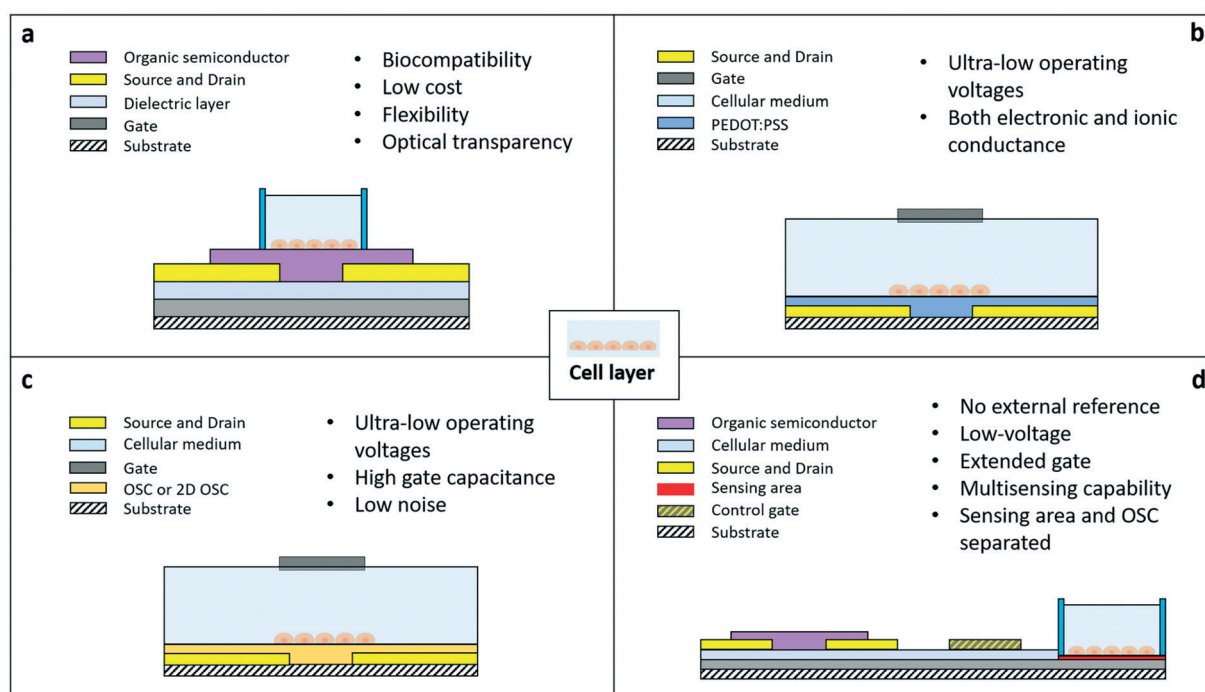 a
Organic semiconductor
Source and Drain
Dielectric layer
Gate
Substrate
• Biocompatibility
• Low cost
• Flexibility
• Optical transparency
b
Source and Drain
Gate
Cellular medium
PEDOT:PSS
Substrate
• Ultra-low operating
voltages
• Both electronic and ionic
conductance
Cell layer
c
Source and Drain
Cellular medium
Gate
OSC or 2D OSC
Substrate
• Ultra-low operating
voltages
• High gate capacitance
• Low noise
d
Organic semiconductor
Cellular medium
Source and Drain
Sensing area
Control gate
Substrate
• No external reference
• Low-voltage
• Extended gate
• Multisensing capability
• Sensing area and OSC
separated